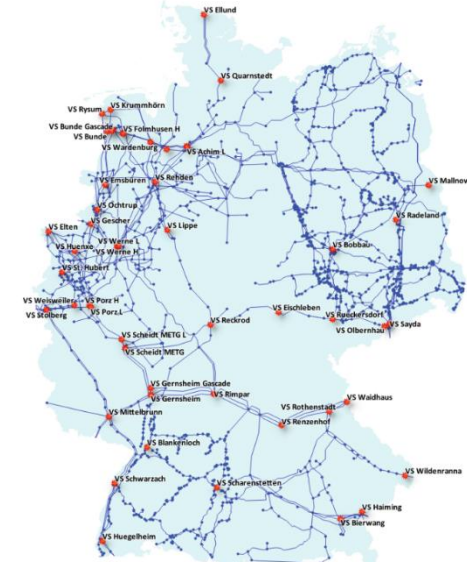 VS Ellund
VS Quarnstedt
VS Krummhörn
VS Rysum
VS Bunde Gascade
VS Folmhusen H
VS Bunde
VS Wardenburg
VS Achim L
VS Rehden
VS Emsbüren
VS Mallnow
VS Ochtrup
VS Gescher
VS Radeland
VS Elten
VS Lippe
VS Werne L
VS Werne H
VS Huenxe
VS Bobbau
VS St. Hubert
VS Weisweiler
VS Porz H
VS Porz L
VS Stolberg
VS Eischleben
VS Rueckersdorf
VS Olbernhau
VS Sayda
VS Reckrod
VS Scheidt METG L
VS Scheidt METG
VS Gernsheim Gascade
VS Gernsheim
VS Rimpar
VS Waidhaus
VS Rothenstadt
VS Renzenhof
VS Mittelbrunn
VS Blankenloch
VS Wildenranna
VS Schwarzach
VS Scharenstetten
VS Haiming
VS Bierwang
VS Huegelheim